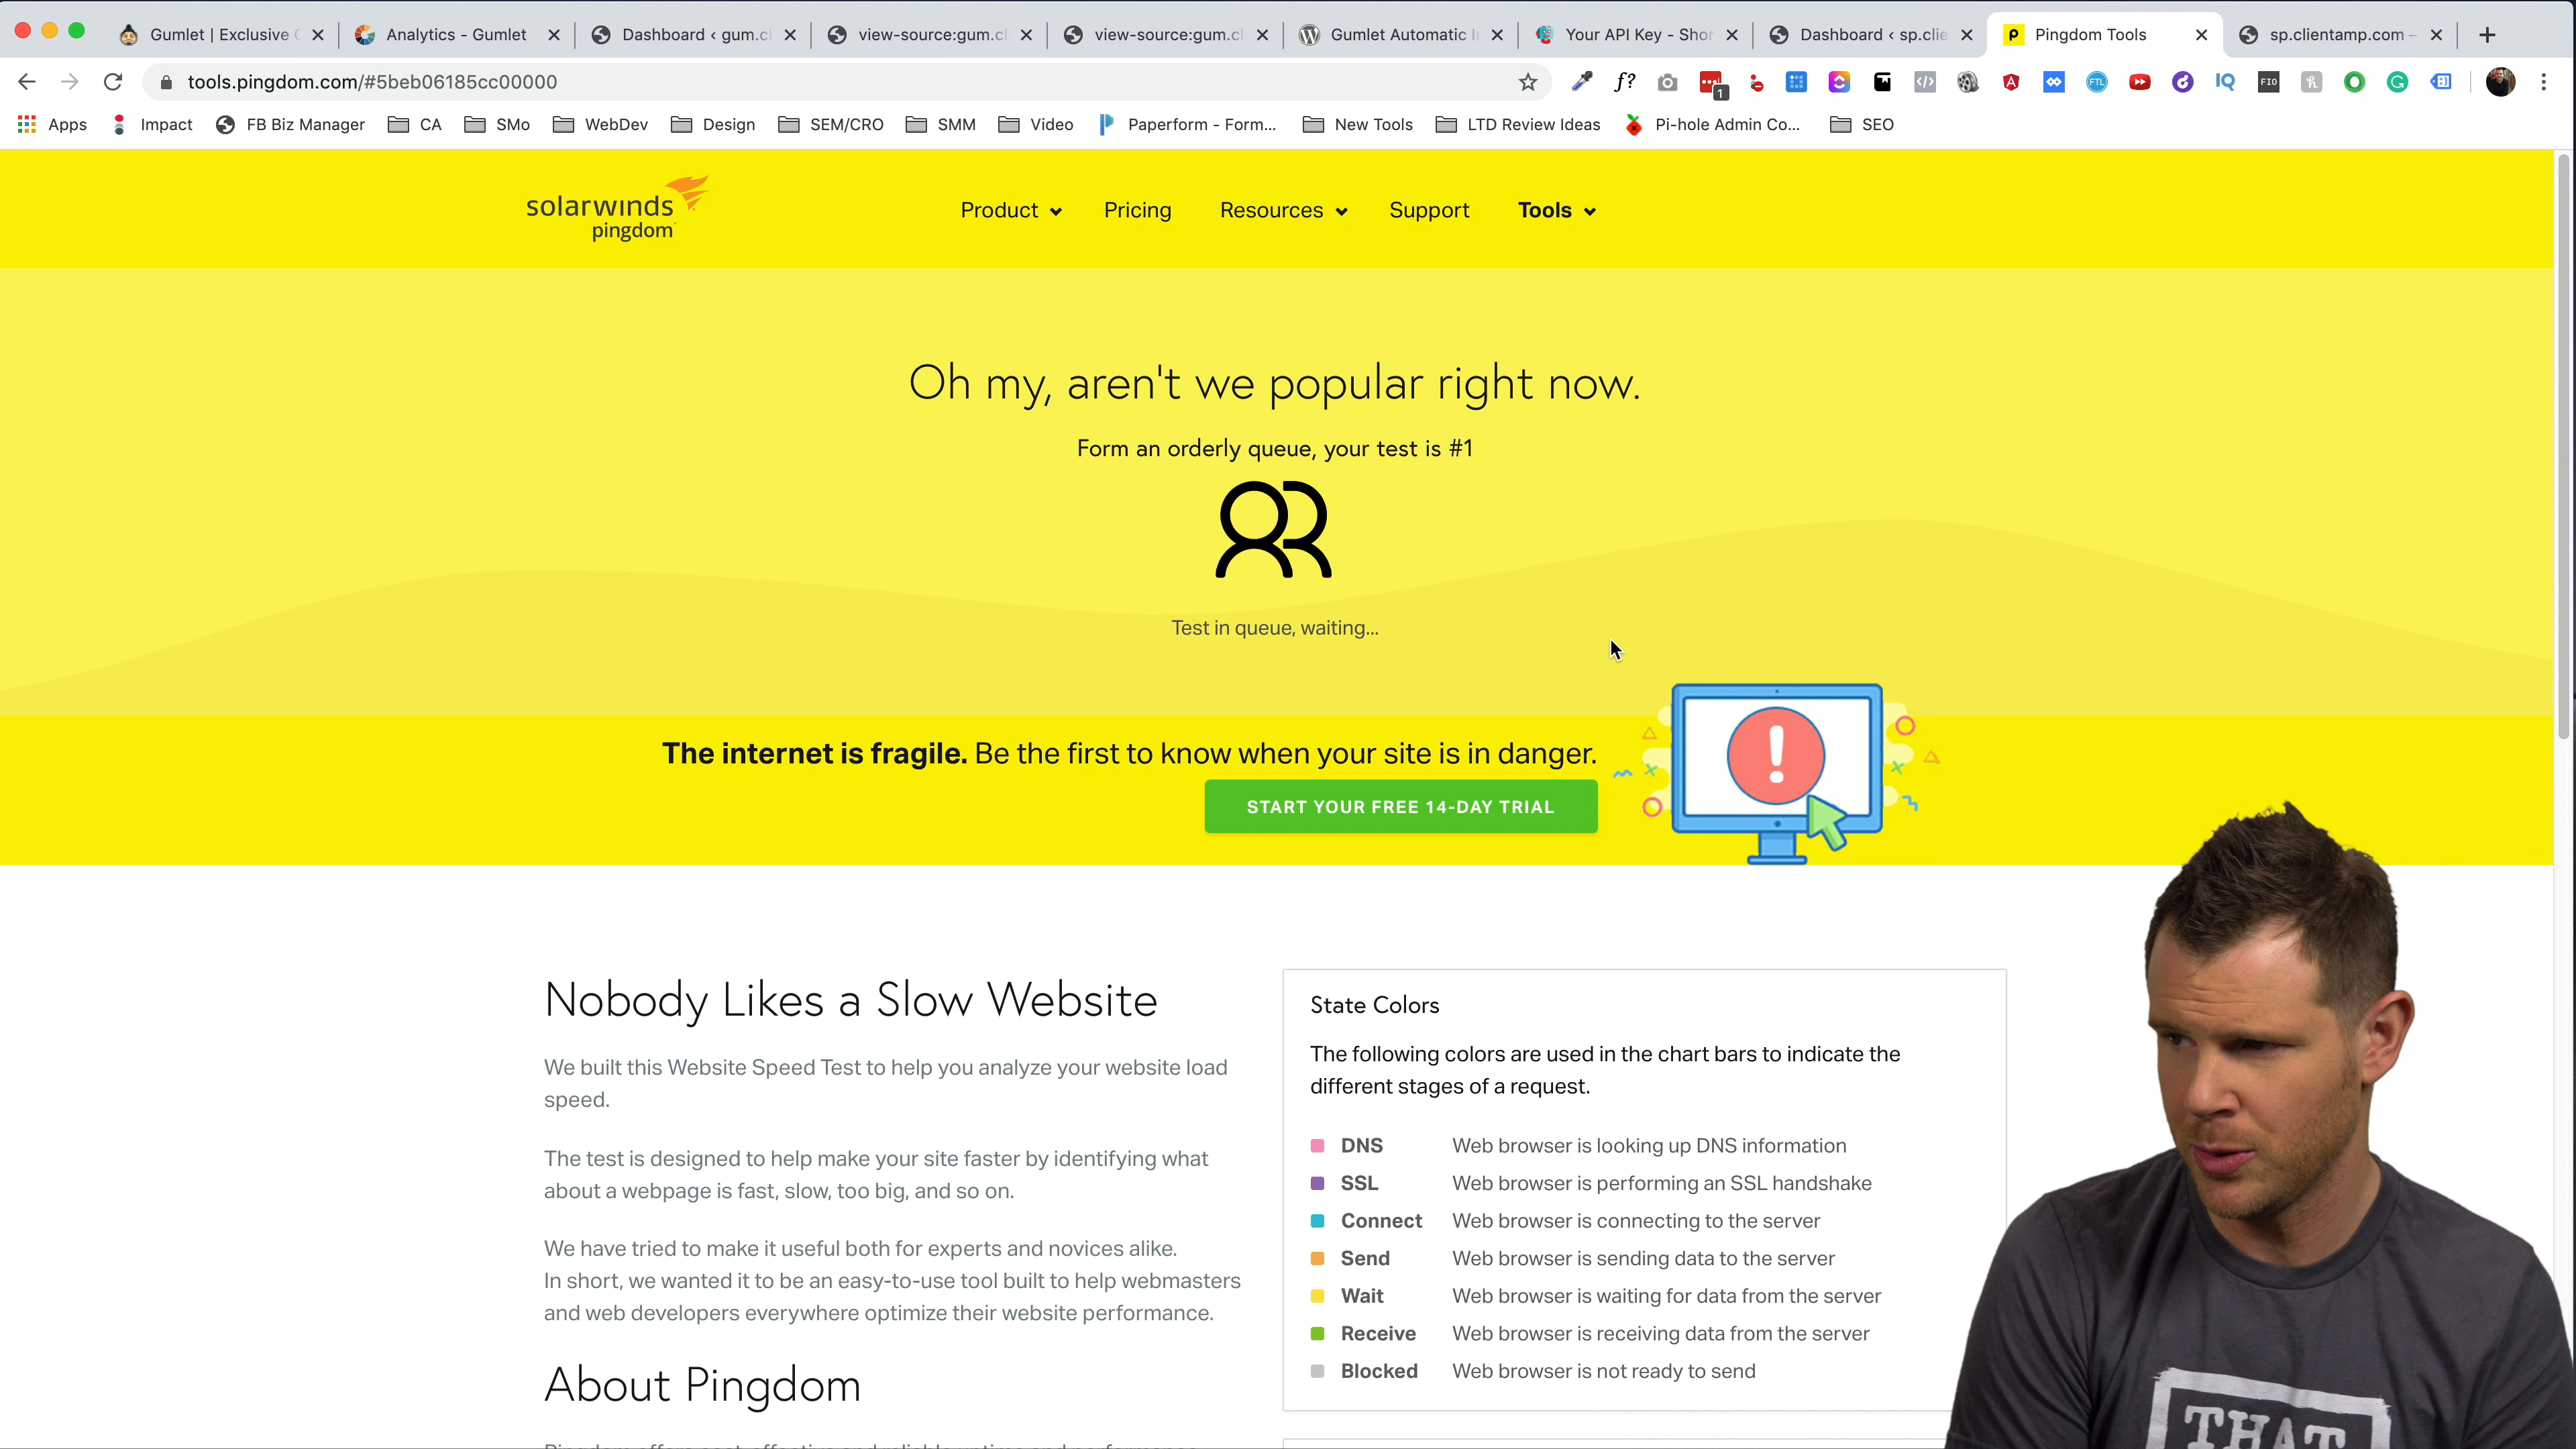 Gumlet | Exclusive
Analytics - Gumlet
Dashboard ‹ gum.cl
view-source:gum.cl
view-source:gum.cl
Gumlet Automatic I
Your API Key - Shor
Dashboard ‹ sp.clie
Pingdom Tools
sp.clientamp.com –
tools.pingdom.com/#5beb06185cc00000
f?
1
FTL
IQ
FIO
Apps
Impact
FB Biz Manager
CA
SMo
WebDev
Design
SEM/CRO
SMM
Video
Paperform - Form...
New Tools
LTD Review Ideas
Pi-hole Admin Co...
SEO
solarwinds
pingdom
Product
Pricing
Resources
Support
Tools
Oh my, aren't we popular right now.
Form an orderly queue, your test is #1
Test in queue, waiting...
The internet is fragile. Be the first to know when your site is in danger.
START YOUR FREE 14-DAY TRIAL
Nobody Likes a Slow Website
We built this Website Speed Test to help you analyze your website load
speed.
The test is designed to help make your site faster by identifying what
about a webpage is fast, slow, too big, and so on.
We have tried to make it useful both for experts and novices alike.
In short, we wanted it to be an easy-to-use tool built to help webmasters
and web developers everywhere optimize their website performance.
About Pingdom
State Colors
The following colors are used in the chart bars to indicate the
different stages of a request.
DNS Web browser is looking up DNS information
SSL Web browser is performing an SSL handshake
Connect Web browser is connecting to the server
Send Web browser is sending data to the server
Wait Web browser is waiting for data from the server
Receive Web browser is receiving data from the server
Blocked Web browser is not ready to send
THAT